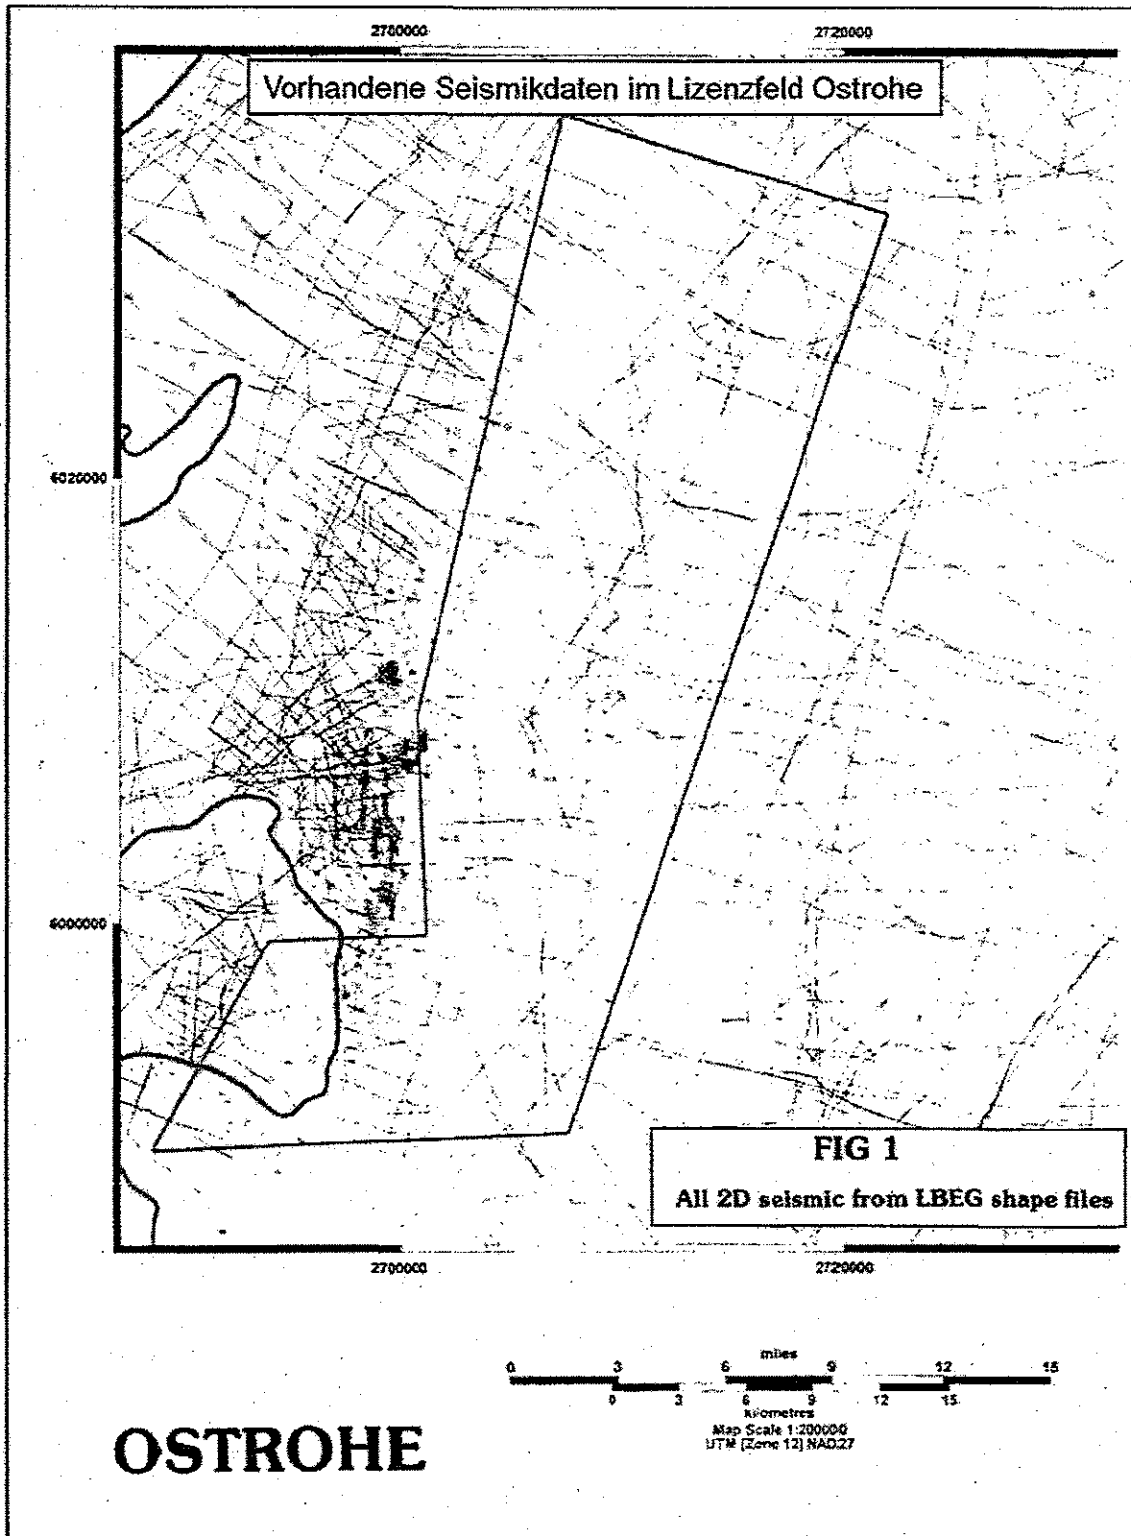 2700000 2720000
Vorhandene Seismikdaten im Lizenzfeld Ostrohe
6020000
6000000
FIG 1
All 2D seismic from LBEG shape files
2700000 2720000
miles
0 3 6 9 12 15
0 3 6 9 12 15
kilometres
Map Scale 1:200000
UTM [Zone 12] NAD27
OSTROHE